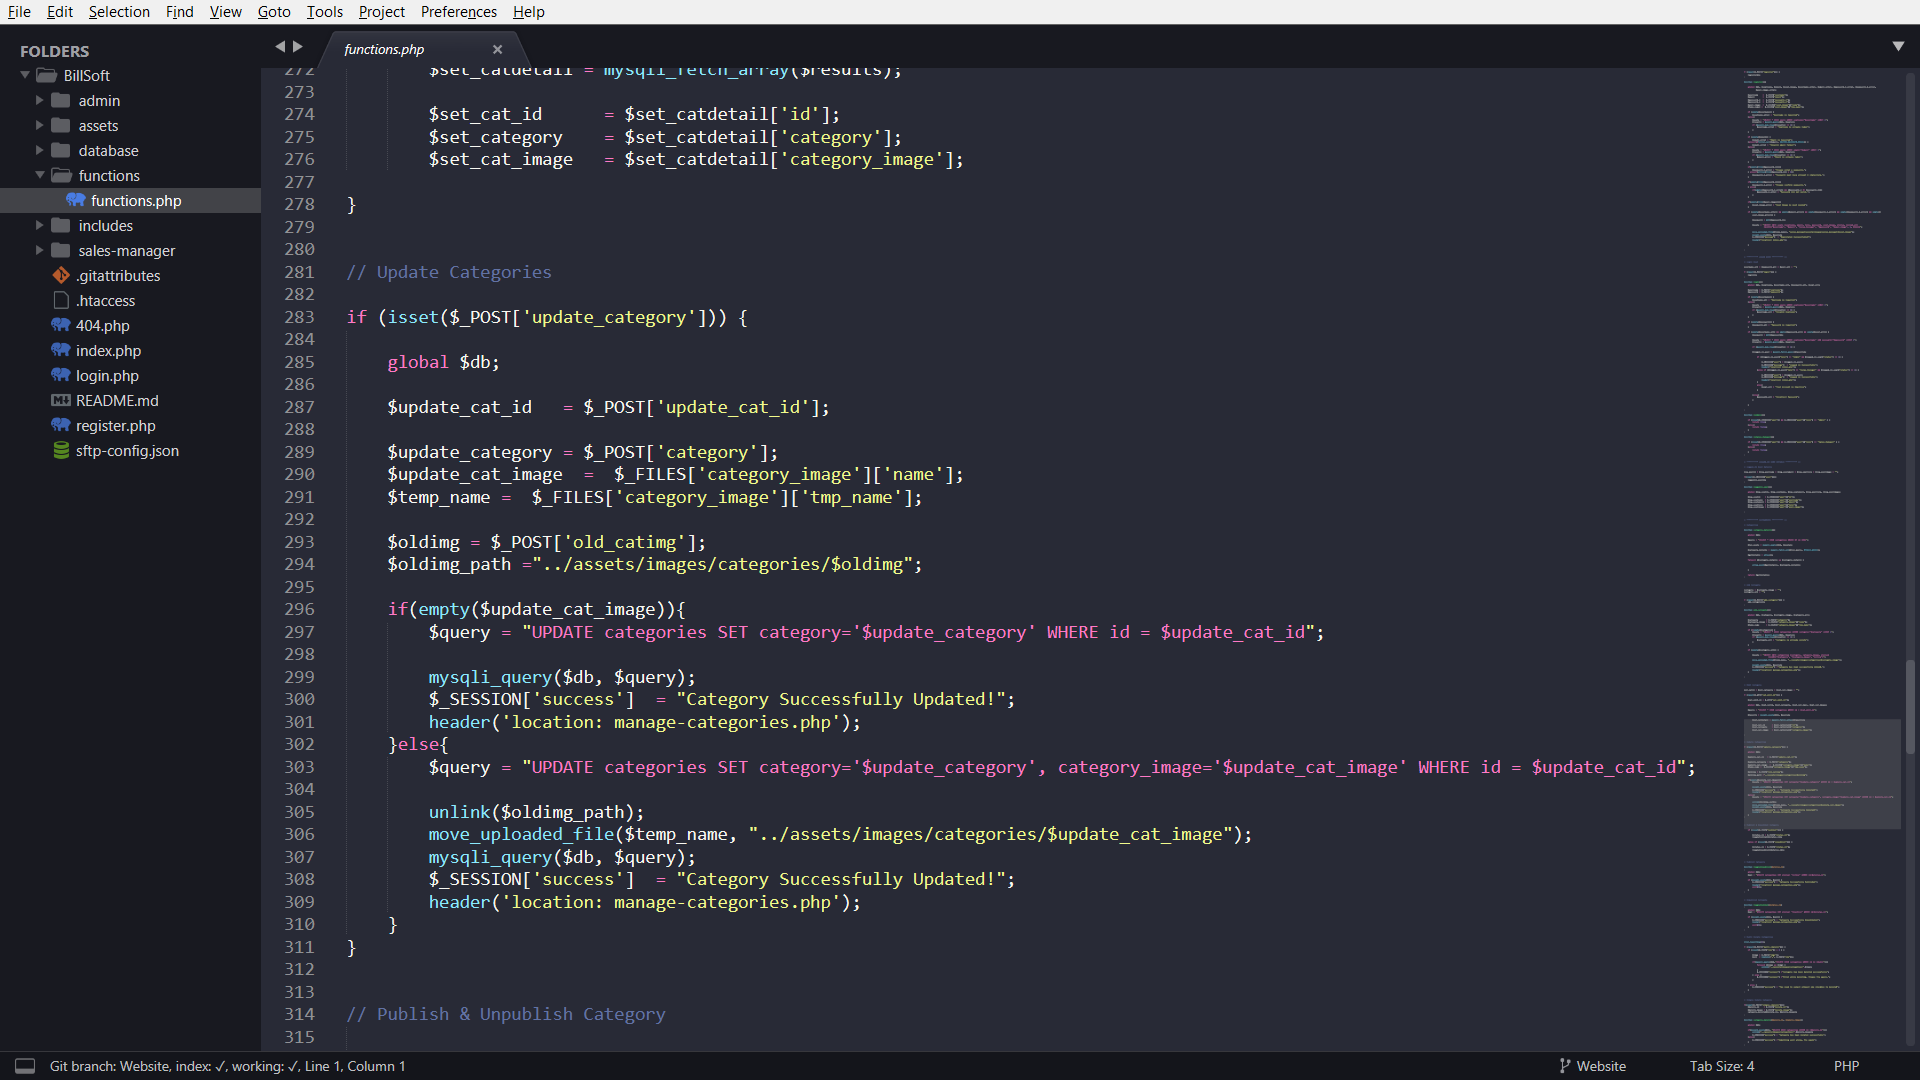 File Edit Selection Find View Goto Tools Project Preferences Help
FOLDERS
BillSoft
admin
assets
database
functions
functions.php
includes
sales-manager
.gitattributes
.htaccess
404.php
index.php
login.php
README.md
register.php
sftp-config.json
functions.php
272 $set_catdetail = mysqli_fetch_array($results);
273
274 $set_cat_id      = $set_catdetail['id'];
275 $set_category    = $set_catdetail['category'];
276 $set_cat_image   = $set_catdetail['category_image'];
277
278 }
279
280
281 // Update Categories
282
283 if (isset($_POST['update_category'])) {
284
285 global $db;
286
287 $update_cat_id   = $_POST['update_cat_id'];
288
289 $update_category = $_POST['category'];
290 $update_cat_image  =  $_FILES['category_image']['name'];
291 $temp_name =  $_FILES['category_image']['tmp_name'];
292
293 $oldimg = $_POST['old_catimg'];
294 $oldimg_path ="../assets/images/categories/$oldimg";
295
296 if(empty($update_cat_image)){
297 $query = "UPDATE categories SET category='$update_category' WHERE id = $update_cat_id";
298
299 mysqli_query($db, $query);
300 $_SESSION['success']  = "Category Successfully Updated!";
301 header('location: manage-categories.php');
302 }else{
303 $query = "UPDATE categories SET category='$update_category', category_image='$update_cat_image' WHERE id = $update_cat_id";
304
305 unlink($oldimg_path);
306 move_uploaded_file($temp_name, "../assets/images/categories/$update_cat_image");
307 mysqli_query($db, $query);
308 $_SESSION['success']  = "Category Successfully Updated!";
309 header('location: manage-categories.php');
310 }
311 }
312
313
314 // Publish & Unpublish Category
315
Git branch: Website, index: ✓, working: ✓, Line 1, Column 1 Website Tab Size: 4 PHP